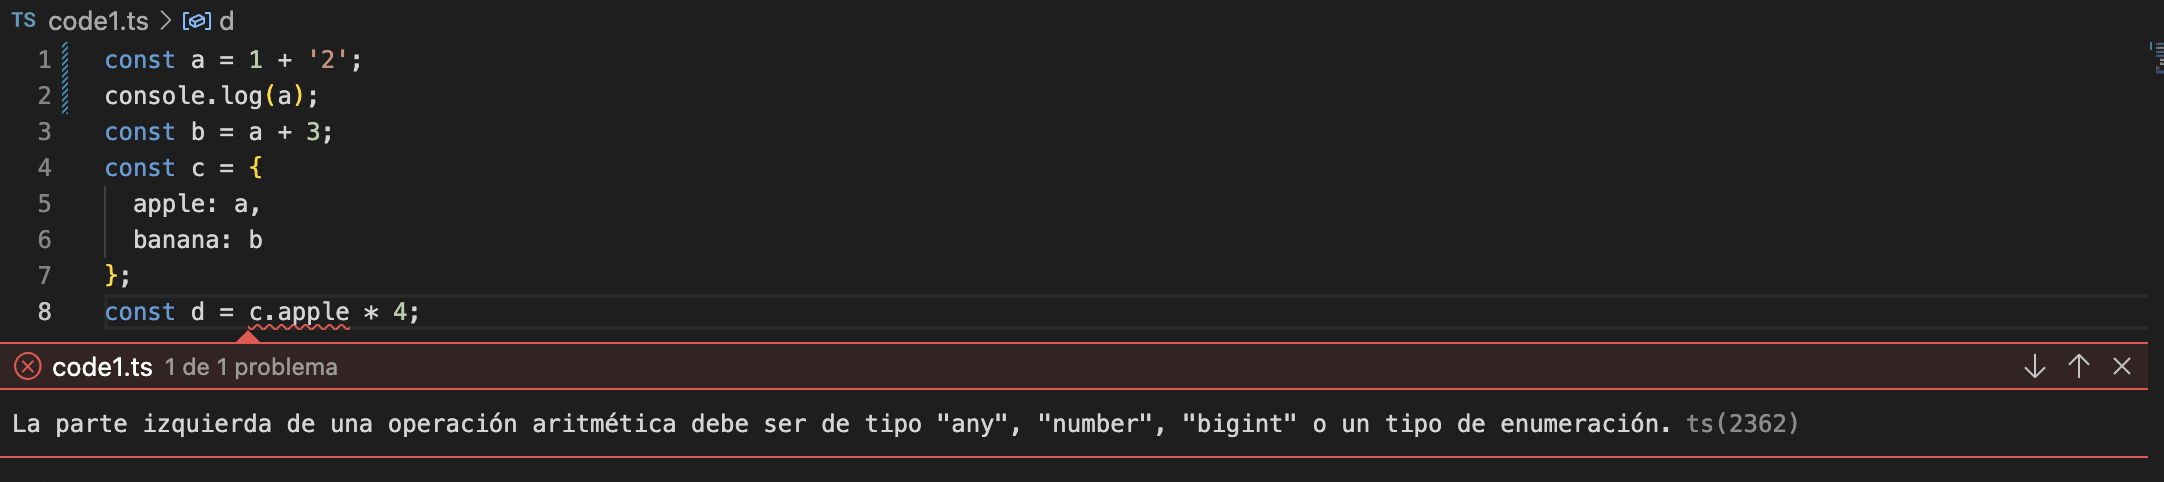 TS code1.ts > d
1 const a = 1 + '2';
2 console.log(a);
3 const b = a + 3;
4 const c = {
5   apple: a,
6   banana: b
7 };
8 const d = c.apple * 4;
code1.ts 1 de 1 problema
La parte izquierda de una operación aritmética debe ser de tipo "any", "number", "bigint" o un tipo de enumeración. ts(2362)